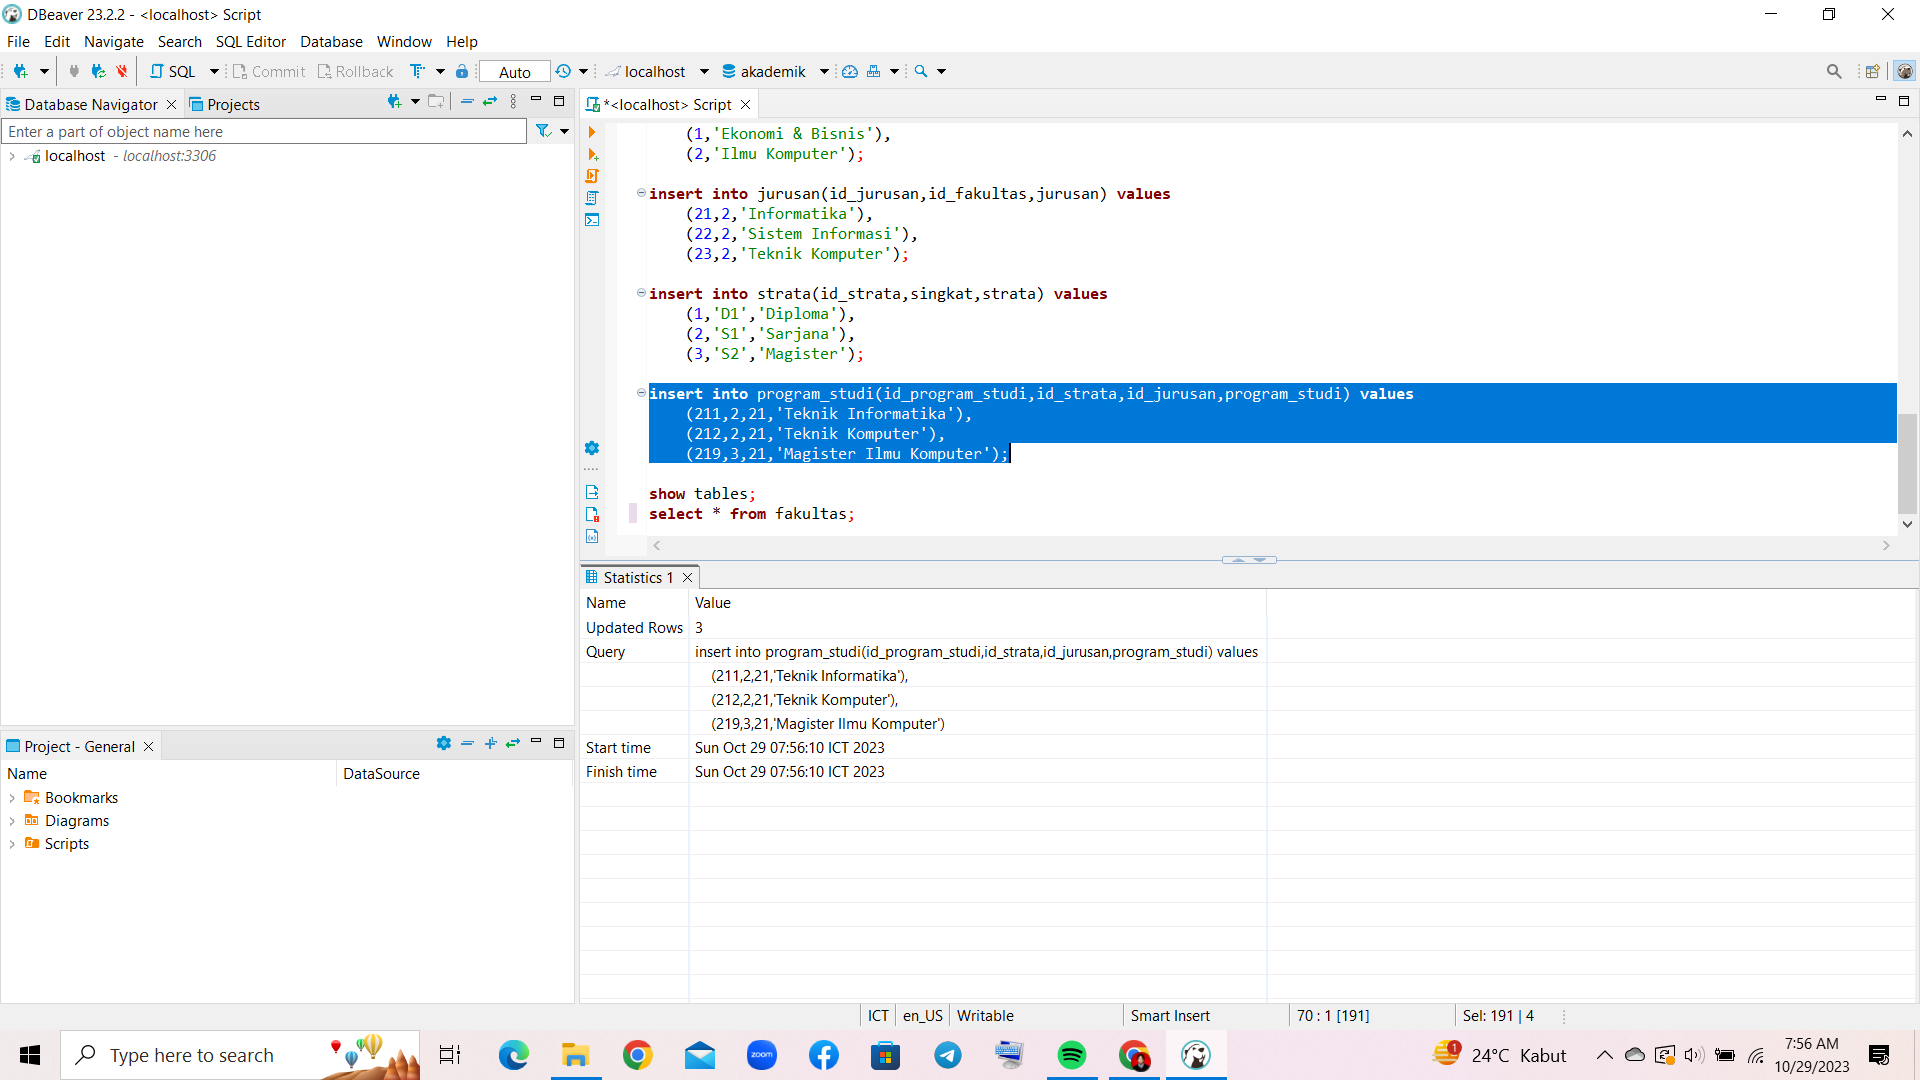 DBeaver 23.2.2 - <localhost> Script
File Edit Navigate Search SQL Editor Database Window Help
SQL Commit Rollback Auto localhost akademik
Database Navigator Projects
*<localhost> Script
Enter a part of object name here
localhost - localhost:3306
(1,'Ekonomi & Bisnis'),
(2,'Ilmu Komputer');
insert into jurusan(id_jurusan,id_fakultas,jurusan) values
(21,2,'Informatika'),
(22,2,'Sistem Informasi'),
(23,2,'Teknik Komputer');
insert into strata(id_strata,singkat,strata) values
(1,'D1','Diploma'),
(2,'S1','Sarjana'),
(3,'S2','Magister');
insert into program_studi(id_program_studi,id_strata,id_jurusan,program_studi) values
(211,2,21,'Teknik Informatika'),
(212,2,21,'Teknik Komputer'),
(219,3,21,'Magister Ilmu Komputer');
show tables;
select * from fakultas;
Statistics 1
Name Value
Updated Rows 3
Query insert into program_studi(id_program_studi,id_strata,id_jurusan,program_studi) values
(211,2,21,'Teknik Informatika'),
(212,2,21,'Teknik Komputer'),
(219,3,21,'Magister Ilmu Komputer')
Start time Sun Oct 29 07:56:10 ICT 2023
Finish time Sun Oct 29 07:56:10 ICT 2023
Project - General
Name DataSource
Bookmarks
Diagrams
Scripts
ICT en_US Writable Smart Insert 70 : 1 [191] Sel: 191 | 4
Type here to search
zoom
1
24°C Kabut
7:56 AM
10/29/2023